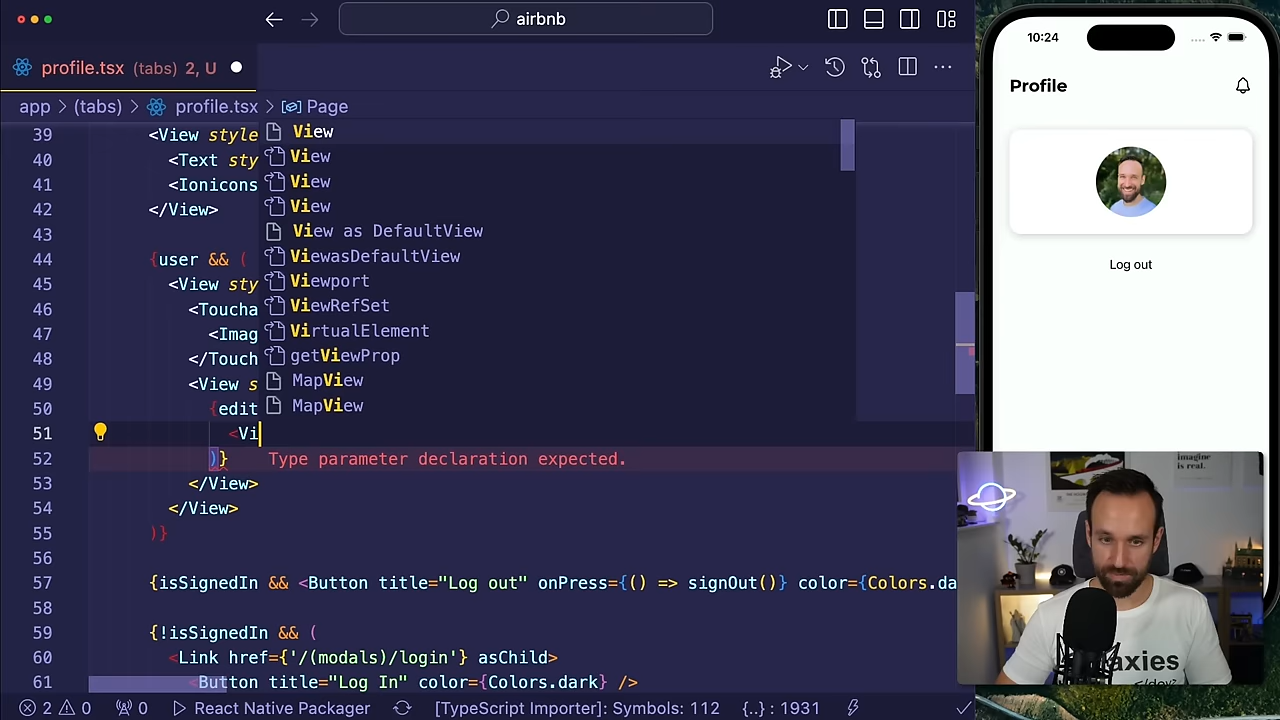 airbnb
profile.tsx (tabs) 2, U
app > (tabs) > profile.tsx > Page
39 <View style
40 <Text sty
41 <Ionicons
42 </View>
43
44 {user && (
45 <View sty
46 <Toucha
47 <Imag
48 </Touch
49 <View s
50 {edit
51 <Vi
52 )} Type parameter declaration expected.
53 </View>
54 </View>
55 )}
56
57 {isSignedIn && <Button title="Log out" onPress={() => signOut()} color={Colors.da
58
59 {!isSignedIn && (
60 <Link href={'/(modals)/login'} asChild>
61 <Button title="Log In" color={Colors.dark} />
View
View
View
View
View as DefaultView
ViewasDefaultView
Viewport
ViewRefSet
VirtualElement
getViewProp
MapView
MapView
2 0 0 React Native Packager [TypeScript Importer]: Symbols: 112 {..} : 1931
10:24
Profile
Log out
imagine
is real.
axies
</dev>